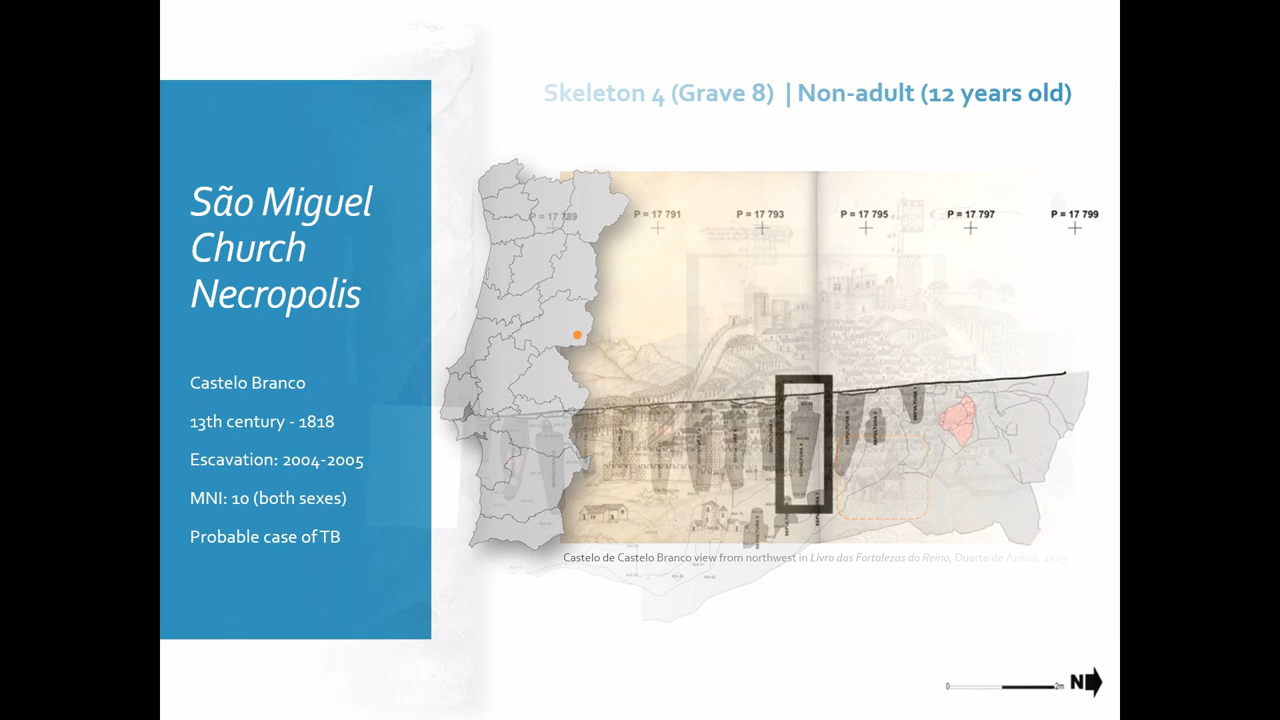 Skeleton 4 (Grave 8) | Non-adult (12 years old)
São Miguel
Church
Necropolis
Castelo Branco
13th century - 1818
Escavation: 2004-2005
MNI: 10 (both sexes)
Probable case of TB
P = 17 789
P = 17 791
P = 17 793
P = 17 795
P = 17 797
P = 17 799
Castelo de Castelo Branco view from northwest in Livro das Fortalezas do Reino, Duarte de Armas, 1509
0 2m N